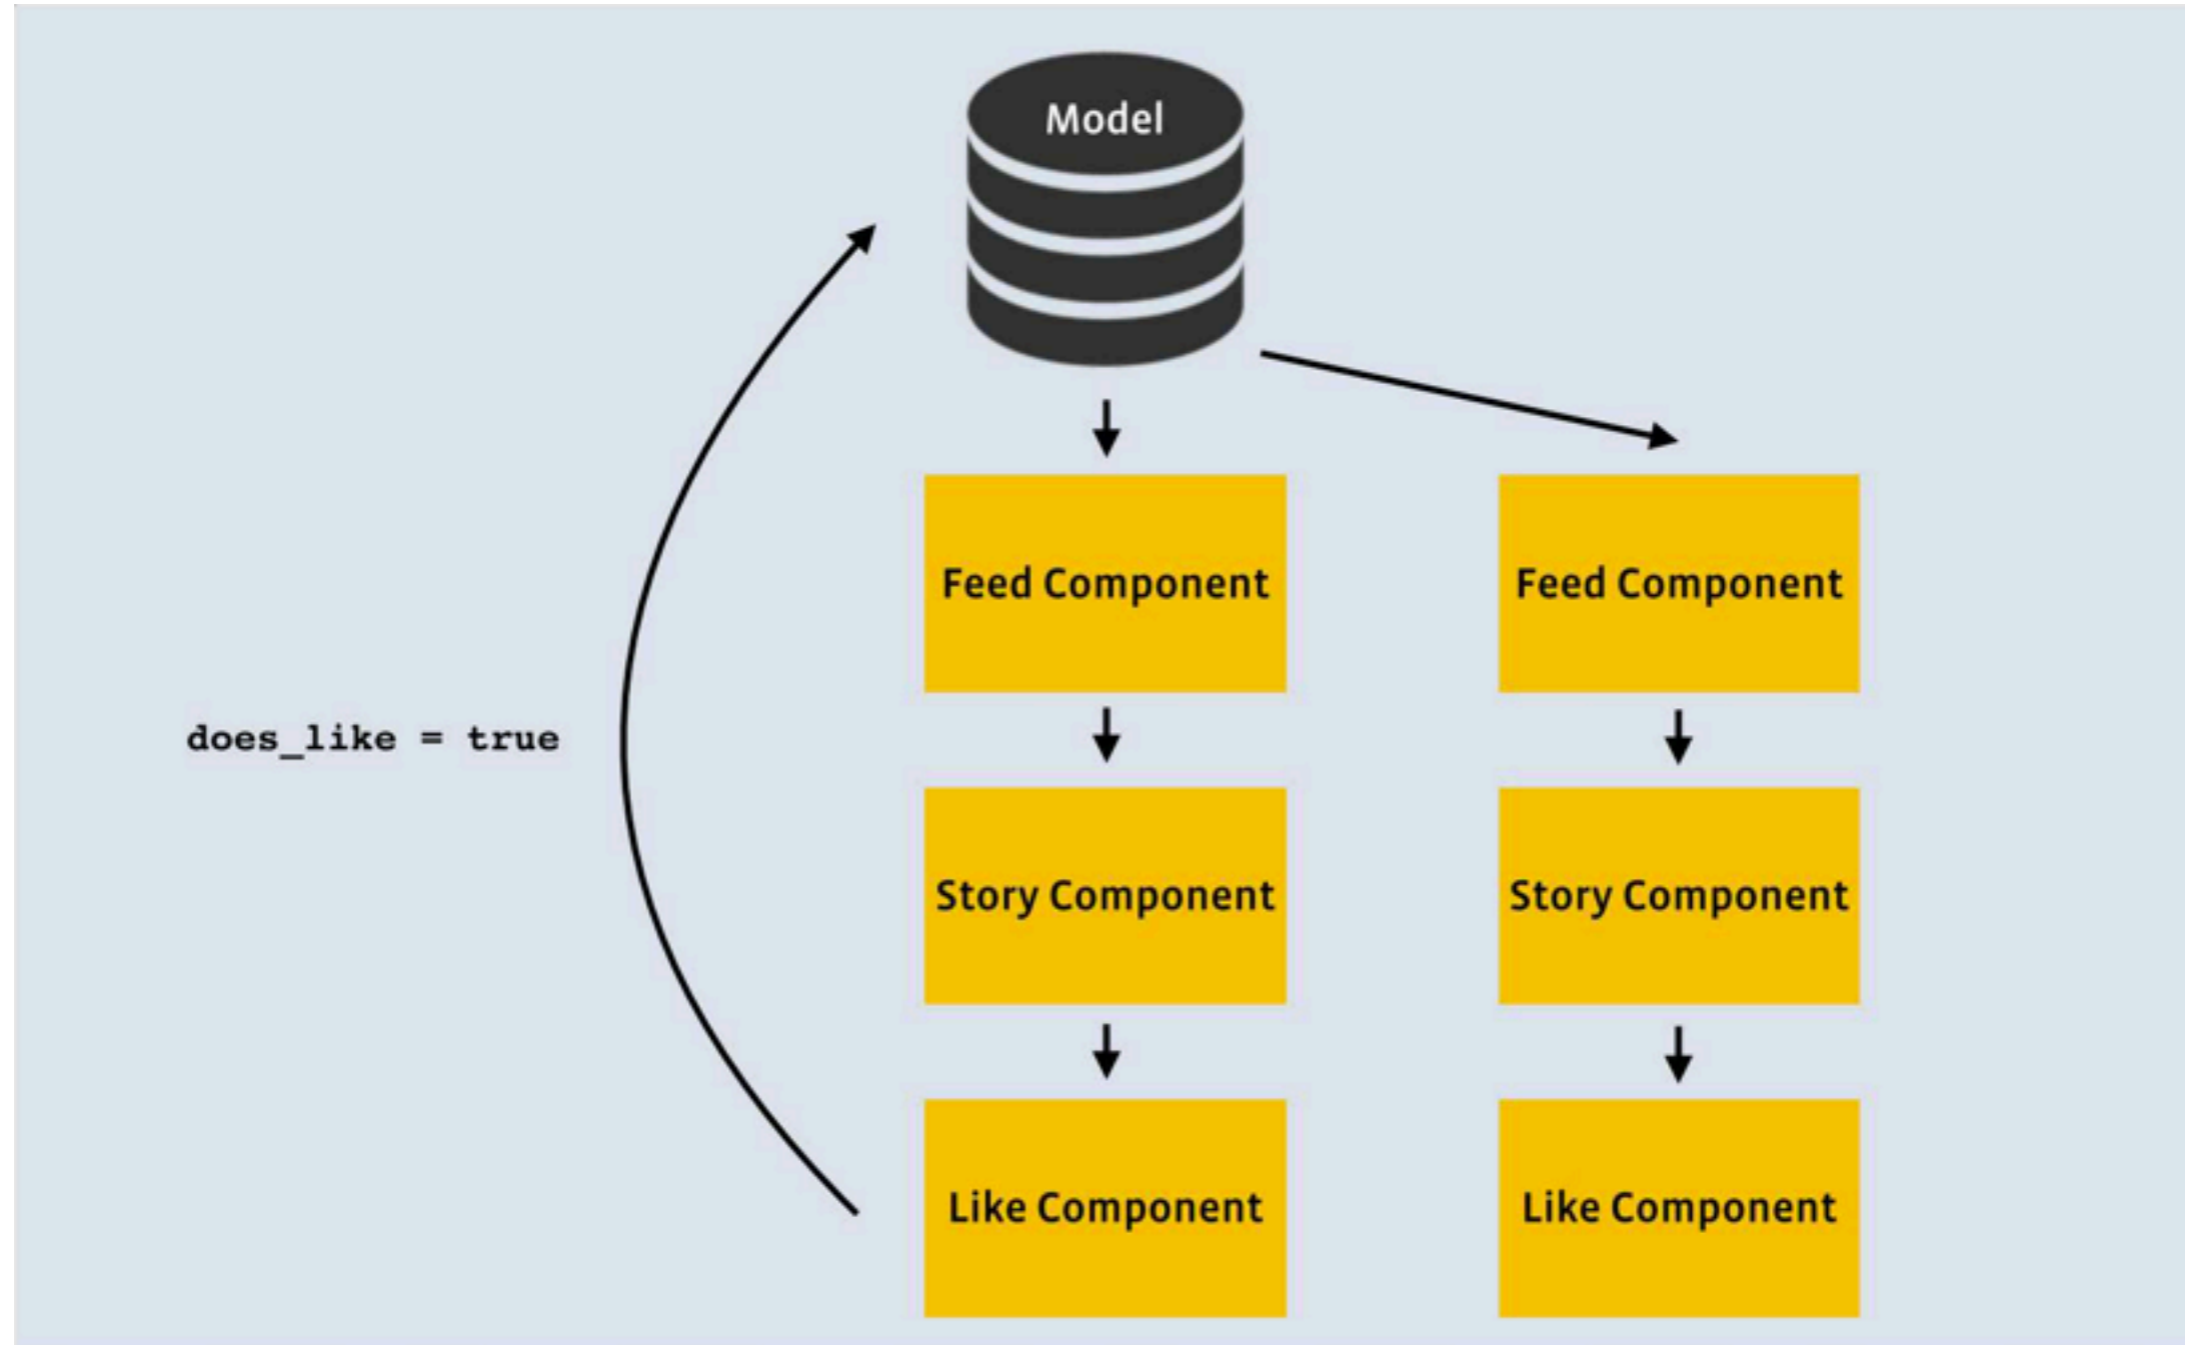 Model
Feed Component
Feed Component
does_like = true
Story Component
Story Component
Like Component
Like Component